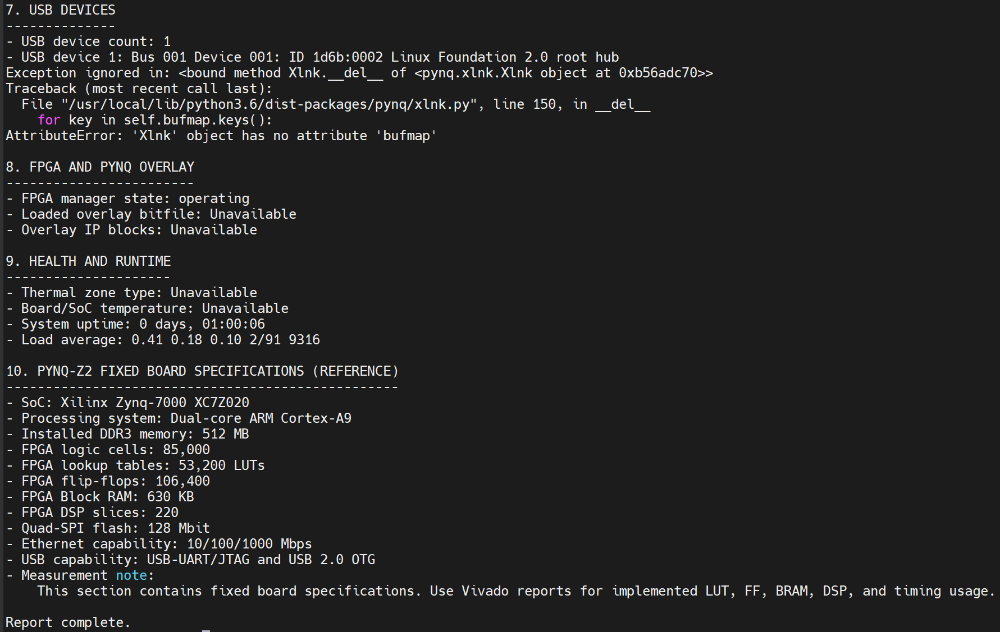 7. USB DEVICES
--------------
- USB device count: 1
- USB device 1: Bus 001 Device 001: ID 1d6b:0002 Linux Foundation 2.0 root hub
Exception ignored in: <bound method Xlnk.__del__ of <pynq.xlnk.Xlnk object at 0xb56adc70>>
Traceback (most recent call last):
  File "/usr/local/lib/python3.6/dist-packages/pynq/xlnk.py", line 150, in __del__
    for key in self.bufmap.keys():
AttributeError: 'Xlnk' object has no attribute 'bufmap'

8. FPGA AND PYNQ OVERLAY
------------------------
- FPGA manager state: operating
- Loaded overlay bitfile: Unavailable
- Overlay IP blocks: Unavailable

9. HEALTH AND RUNTIME
---------------------
- Thermal zone type: Unavailable
- Board/SoC temperature: Unavailable
- System uptime: 0 days, 01:00:06
- Load average: 0.41 0.18 0.10 2/91 9316

10. PYNQ-Z2 FIXED BOARD SPECIFICATIONS (REFERENCE)
--------------------------------------------------
- SoC: Xilinx Zynq-7000 XC7Z020
- Processing system: Dual-core ARM Cortex-A9
- Installed DDR3 memory: 512 MB
- FPGA logic cells: 85,000
- FPGA lookup tables: 53,200 LUTs
- FPGA flip-flops: 106,400
- FPGA Block RAM: 630 KB
- FPGA DSP slices: 220
- Quad-SPI flash: 128 Mbit
- Ethernet capability: 10/100/1000 Mbps
- USB capability: USB-UART/JTAG and USB 2.0 OTG
- Measurement note:
    This section contains fixed board specifications. Use Vivado reports for implemented LUT, FF, BRAM, DSP, and timing usage.

Report complete.